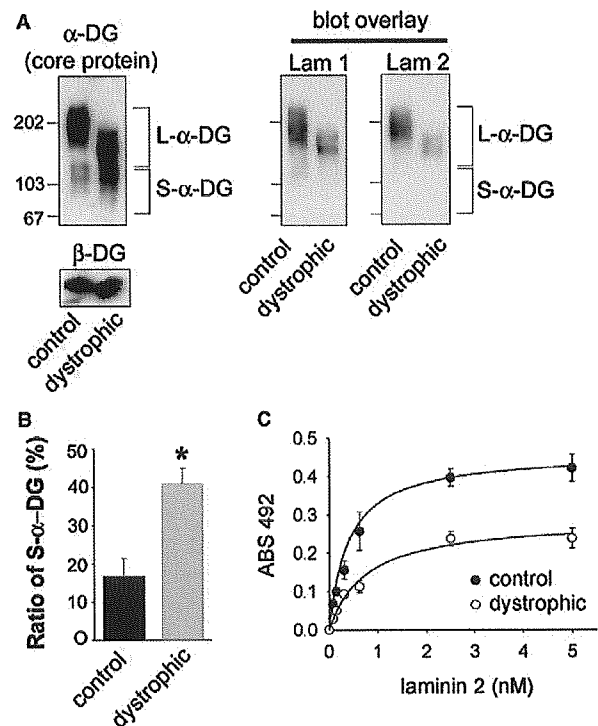 A
α-DG
(core protein)
202
103
67
L-α-DG
S-α-DG
β-DG
control
dystrophic
blot overlay
Lam 1
Lam 2
L-α-DG
S-α-DG
control
dystrophic
control
dystrophic
B
Ratio of S-α-DG (%)
50
40
30
20
10
0
*
control
dystrophic
C
ABS 492
0.5
0.4
0.3
0.2
0.1
0.0
0 1 2 3 4 5
control
dystrophic
laminin 2 (nM)